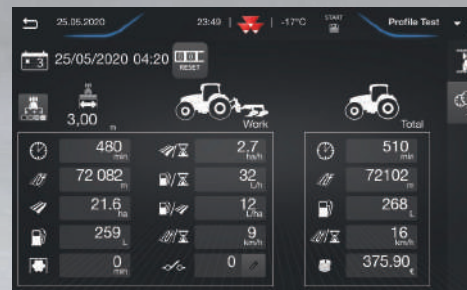 25.05.2020 23:49 -17°C START Profile Test
3 25/05/2020 04:20 RESET
3,00 m Work Total
480 min 2.7 ha/h 510 min
72 082 m 32 L/h 72102 m
21.6 ha 12 L/ha 268 L
259 L 9 km/h 16 km/h
0 min 0 375.90 €